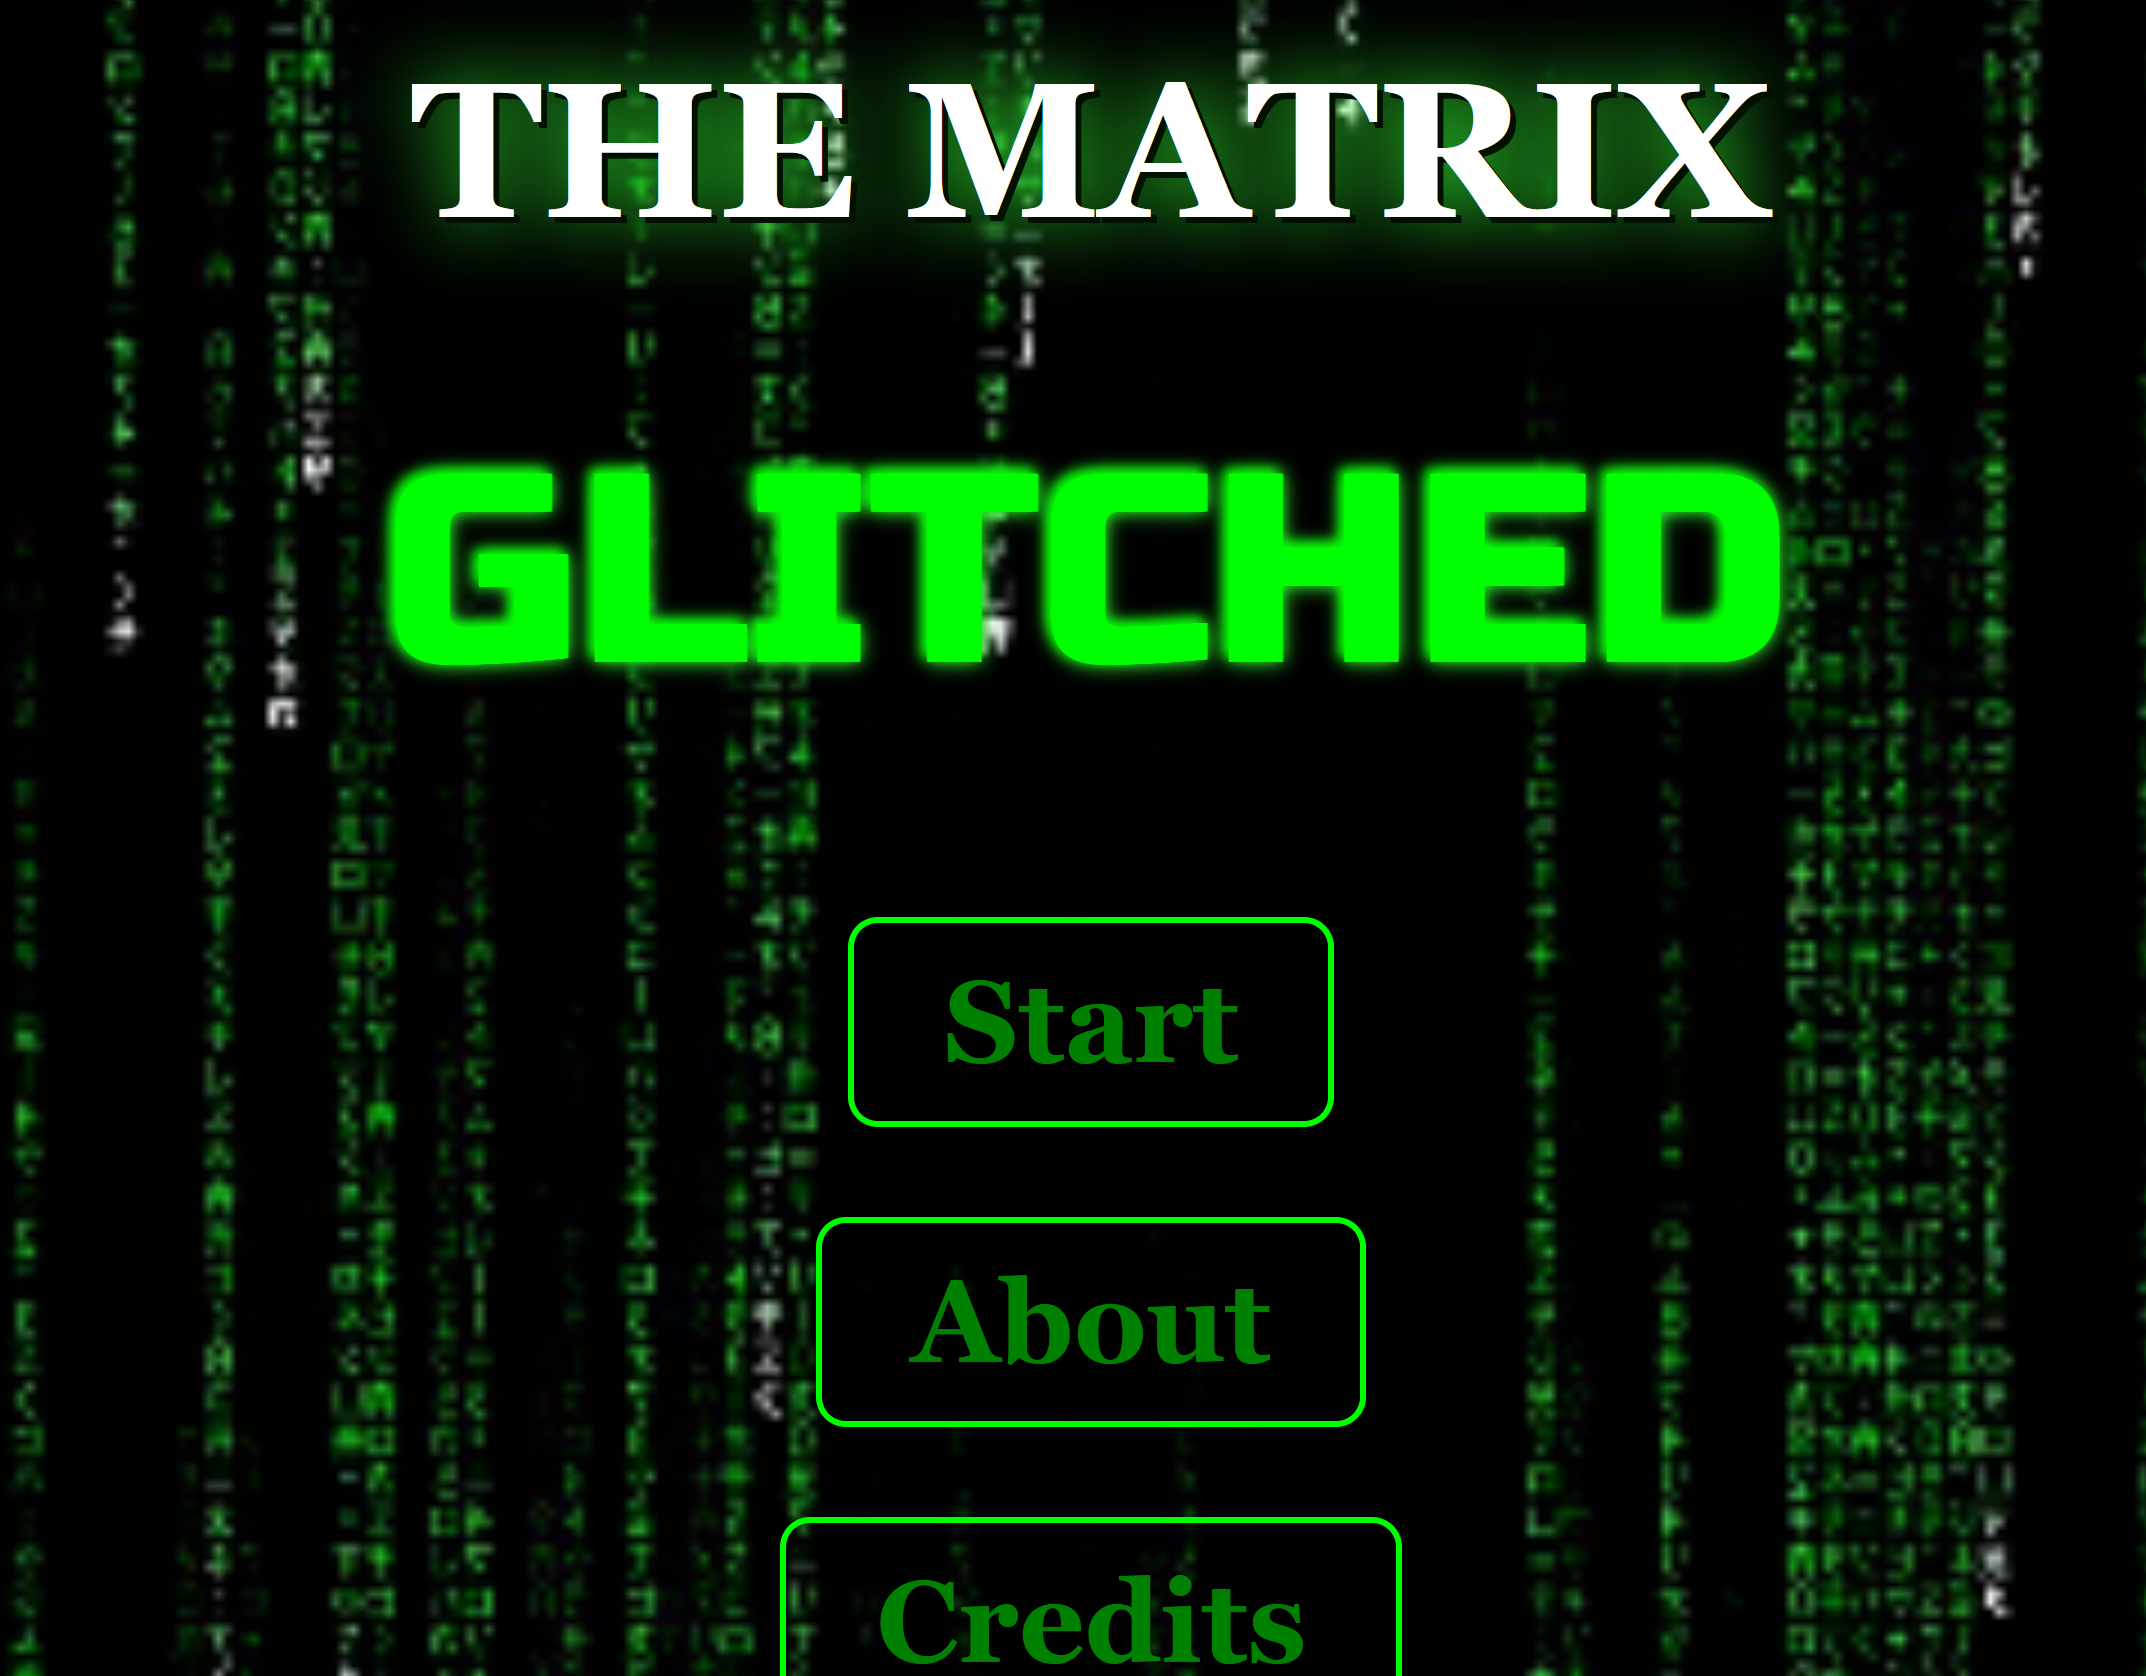 THE MATRIX
GLITCHED
Start
About
Credits